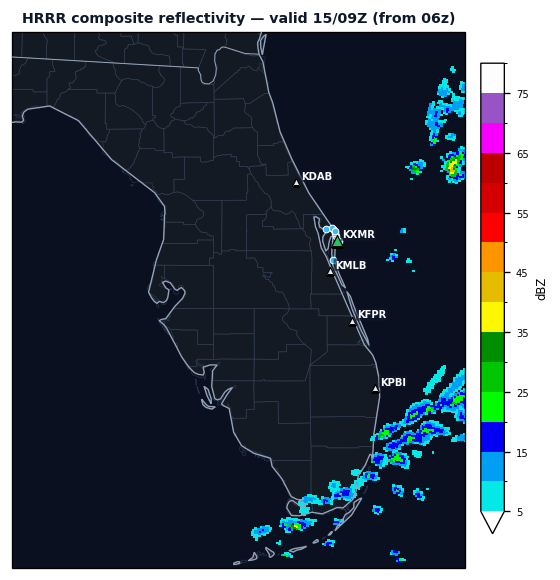 HRRR composite reflectivity — valid 15/09Z (from 06z)
KDAB
KXMR
KMLB
KFPR
KPBI
75
65
55
45
35
25
15
5
dBZ